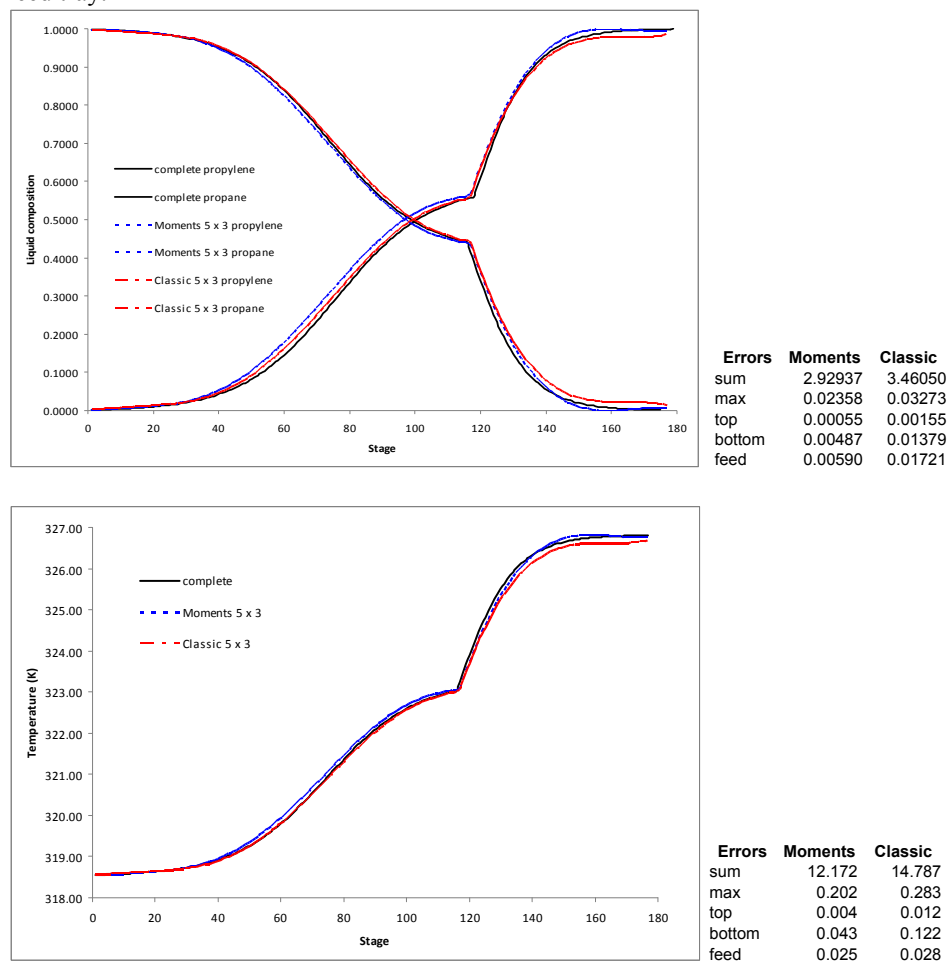 1.0000
0.9000
0.8000
0.7000
0.6000
0.5000
0.4000
0.3000
0.2000
0.1000
0.0000
Liquid composition
complete propylene
complete propane
Moments 5 x 3 propylene
Moments 5 x 3 propane
Classic 5 x 3 propylene
Classic 5 x 3 propane
0 20 40 60 80 100 120 140 160 180
Stage
Errors Moments Classic
sum 2.92937 3.46050
max 0.02358 0.03273
top 0.00055 0.00155
bottom 0.00487 0.01379
feed 0.00590 0.01721
327.00
326.00
325.00
324.00
323.00
322.00
321.00
320.00
319.00
318.00
Temperature (K)
complete
Moments 5 x 3
Classic 5 x 3
0 20 40 60 80 100 120 140 160 180
Stage
Errors Moments Classic
sum 12.172 14.787
max 0.202 0.283
top 0.004 0.012
bottom 0.043 0.122
feed 0.025 0.028